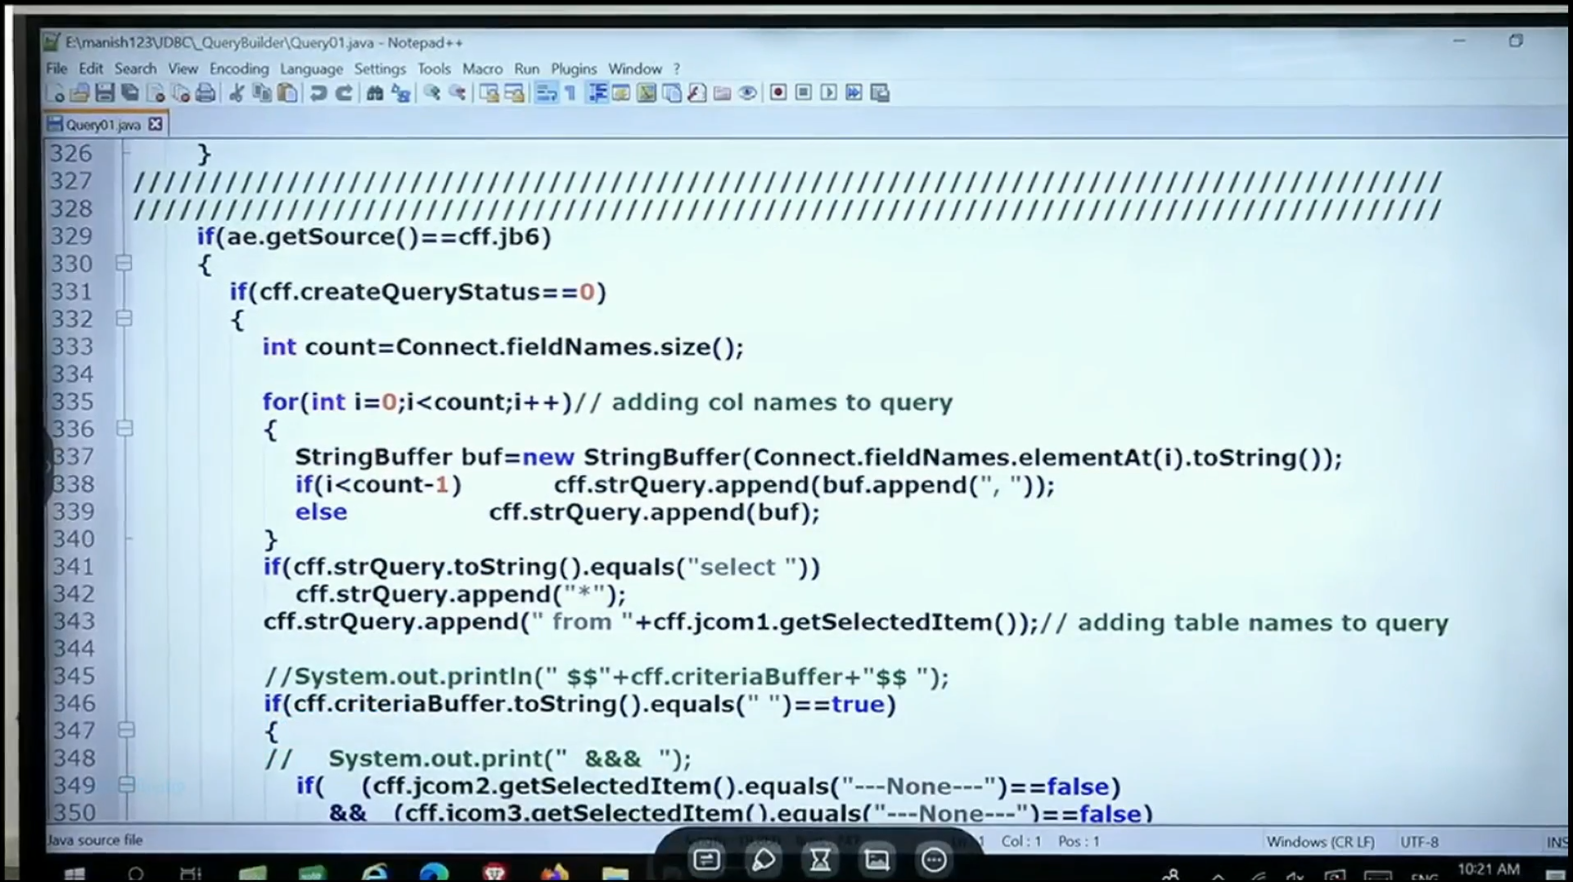 E:\manish123\JDBC\_QueryBuilder\Query01.java - Notepad++
File Edit Search View Encoding Language Settings Tools Macro Run Plugins Window ?
Query01.java
326 }
327 //////////////////////////////////////////////////////////////////////////////////////
328 //////////////////////////////////////////////////////////////////////////////////////
329 if(ae.getSource()==cff.jb6)
330 {
331 if(cff.createQueryStatus==0)
332 {
333 int count=Connect.fieldNames.size();
334
335 for(int i=0;i<count;i++)// adding col names to query
336 {
337 StringBuffer buf=new StringBuffer(Connect.fieldNames.elementAt(i).toString());
338 if(i<count-1) cff.strQuery.append(buf.append(", "));
339 else cff.strQuery.append(buf);
340 }
341 if(cff.strQuery.toString().equals("select "))
342 cff.strQuery.append("*");
343 cff.strQuery.append(" from "+cff.jcom1.getSelectedItem());// adding table names to query
344
345 //System.out.println(" $$"+cff.criteriaBuffer+"$$ ");
346 if(cff.criteriaBuffer.toString().equals(" ")==true)
347 {
348 // System.out.print(" &&& ");
349 if( (cff.jcom2.getSelectedItem().equals("---None---")==false)
350 && (cff.jcom3.getSelectedItem().equals("---None---")==false)
Java source file Col : 1 Pos : 1 Windows (CR LF) UTF-8 INS
ENG 10:21 AM